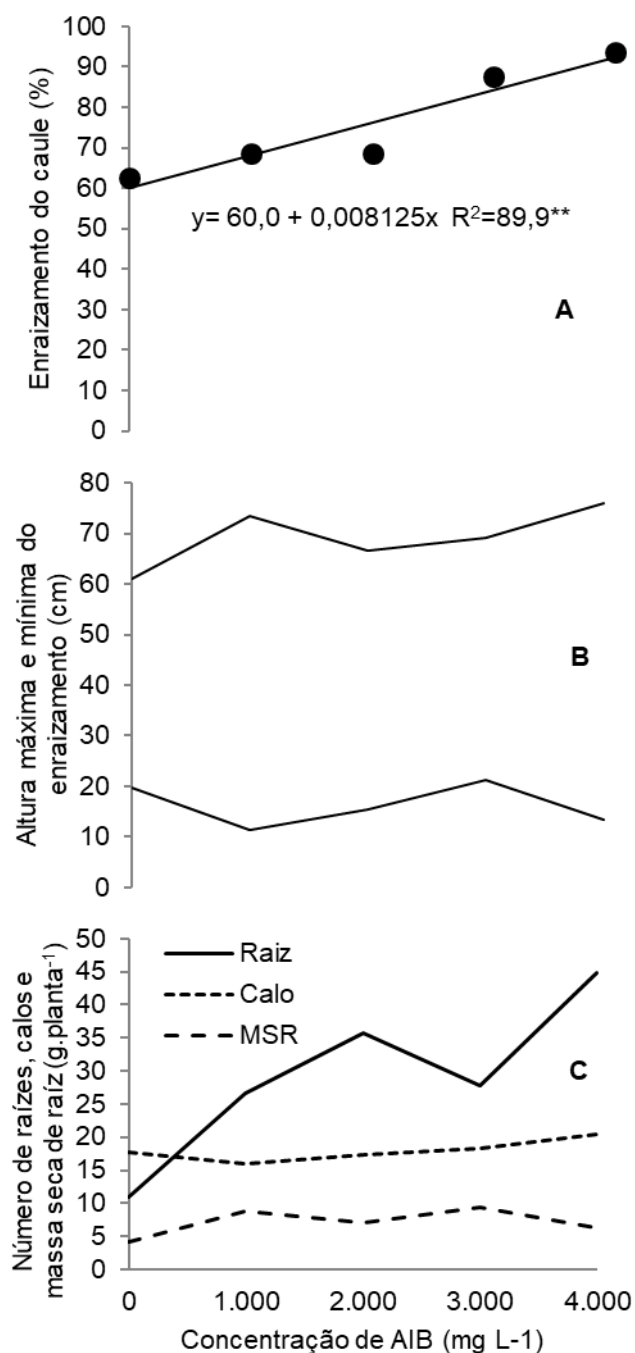 Enraizamento do caule (%)
100
90
80
70
60
50
40
30
20
10
0
y= 60,0 + 0,008125x R²=89,9**
A
Altura máxima e mínima do
enraizamento (cm)
80
70
60
50
40
30
20
10
0
B
Número de raízes, calos e
massa seca de raíz (g.planta⁻¹)
50
45
40
35
30
25
20
15
10
5
0
Raiz
Calo
MSR
C
0 1.000 2.000 3.000 4.000
Concentração de AIB (mg L-1)